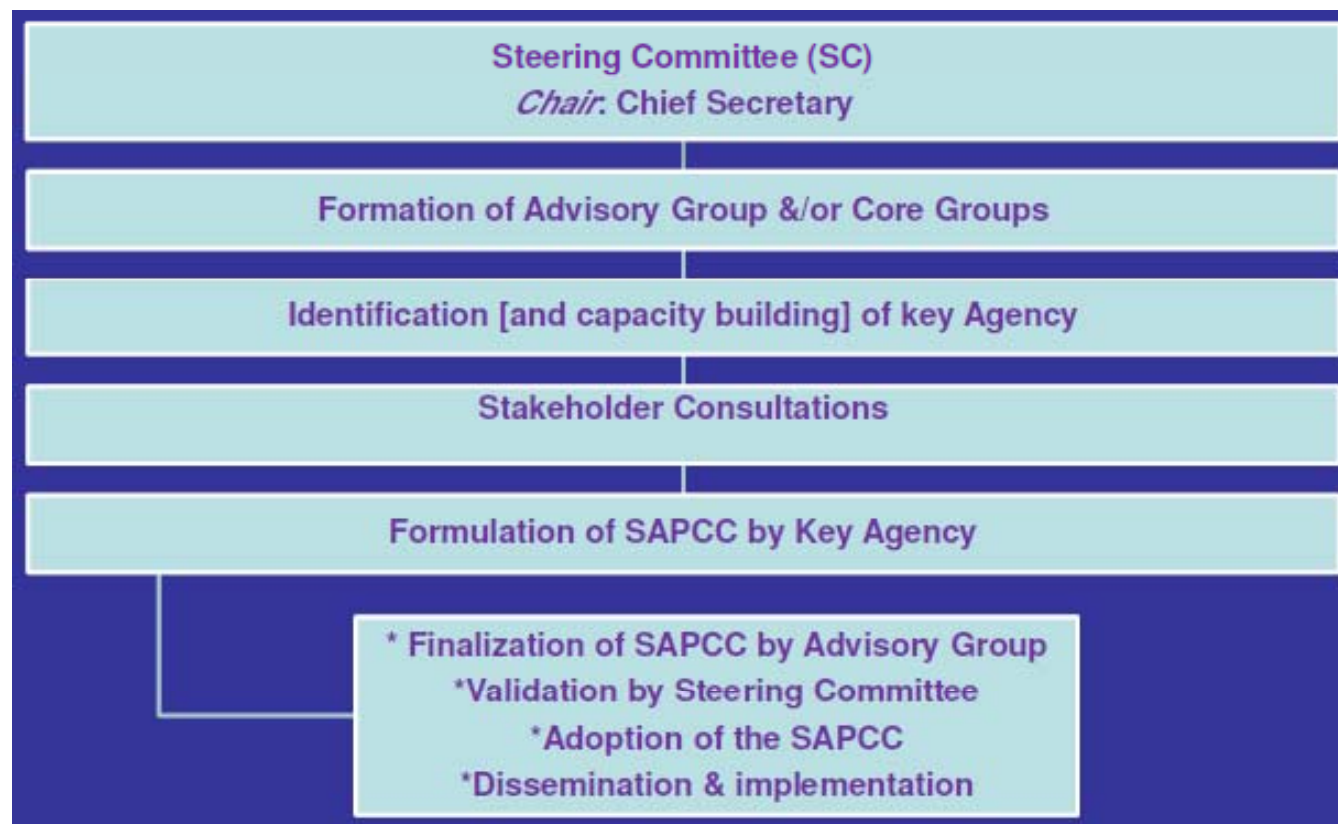 Steering Committee (SC)
Chair: Chief Secretary
Formation of Advisory Group &/or Core Groups
Identification [and capacity building] of key Agency
Stakeholder Consultations
Formulation of SAPCC by Key Agency
* Finalization of SAPCC by Advisory Group
*Validation by Steering Committee
*Adoption of the SAPCC
*Dissemination & implementation